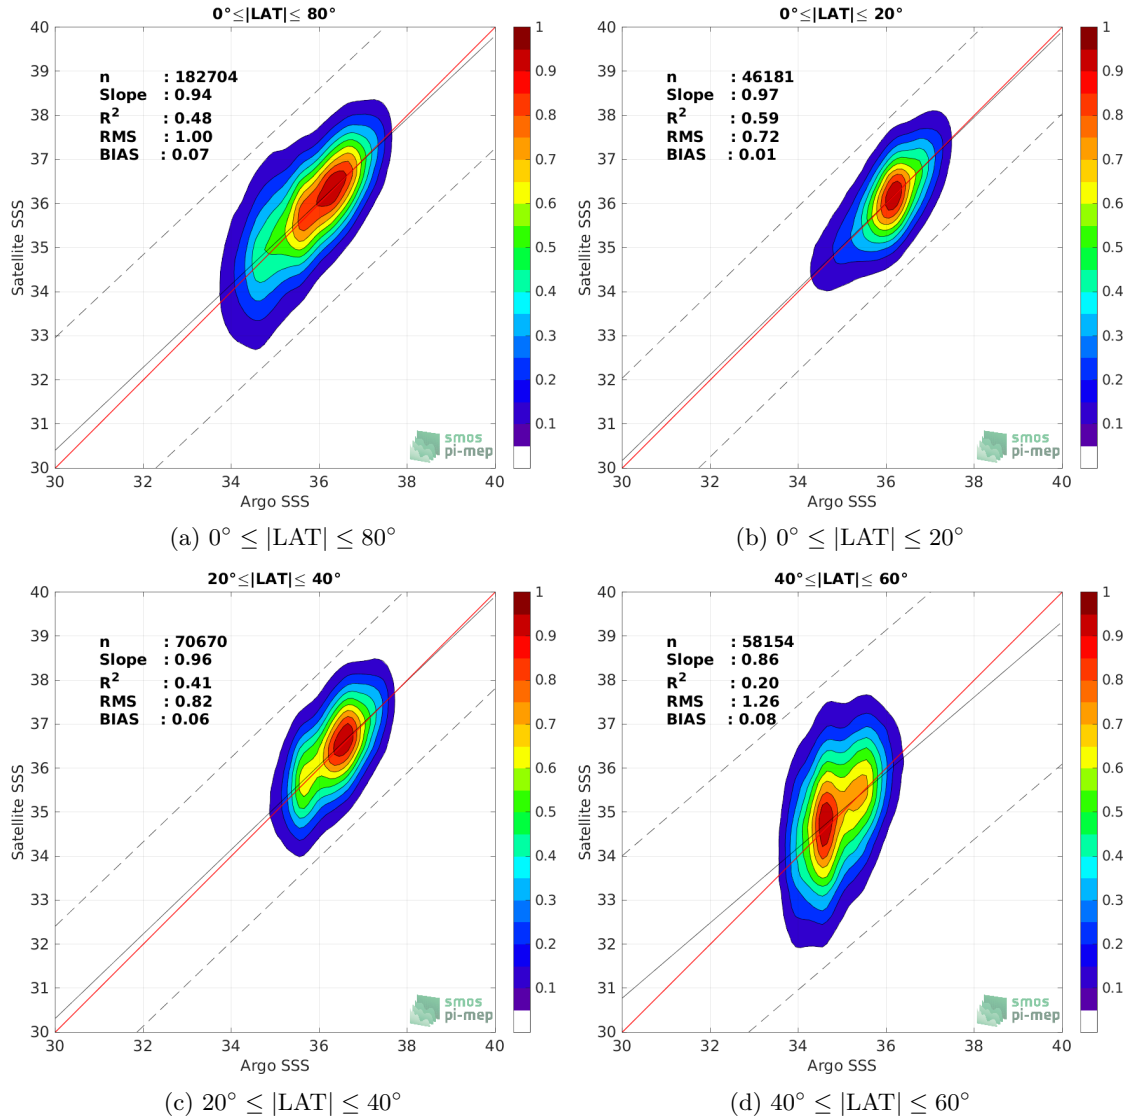 0°≤|LAT|≤ 80°
n : 182704
Slope : 0.94
R² : 0.48
RMS : 1.00
BIAS : 0.07
Satellite SSS
40
39
38
37
36
35
34
33
32
31
30
30 32 34 36 38 40
Argo SSS
1
0.9
0.8
0.7
0.6
0.5
0.4
0.3
0.2
0.1
smos
pi-mep
(a) 0° ≤ |LAT| ≤ 80°
0°≤|LAT|≤ 20°
n : 46181
Slope : 0.97
R² : 0.59
RMS : 0.72
BIAS : 0.01
Satellite SSS
40
39
38
37
36
35
34
33
32
31
30
30 32 34 36 38 40
Argo SSS
1
0.9
0.8
0.7
0.6
0.5
0.4
0.3
0.2
0.1
smos
pi-mep
(b) 0° ≤ |LAT| ≤ 20°
20°≤|LAT|≤ 40°
n : 70670
Slope : 0.96
R² : 0.41
RMS : 0.82
BIAS : 0.06
Satellite SSS
40
39
38
37
36
35
34
33
32
31
30
30 32 34 36 38 40
Argo SSS
1
0.9
0.8
0.7
0.6
0.5
0.4
0.3
0.2
0.1
smos
pi-mep
(c) 20° ≤ |LAT| ≤ 40°
40°≤|LAT|≤ 60°
n : 58154
Slope : 0.86
R² : 0.20
RMS : 1.26
BIAS : 0.08
Satellite SSS
40
39
38
37
36
35
34
33
32
31
30
30 32 34 36 38 40
Argo SSS
1
0.9
0.8
0.7
0.6
0.5
0.4
0.3
0.2
0.1
smos
pi-mep
(d) 40° ≤ |LAT| ≤ 60°